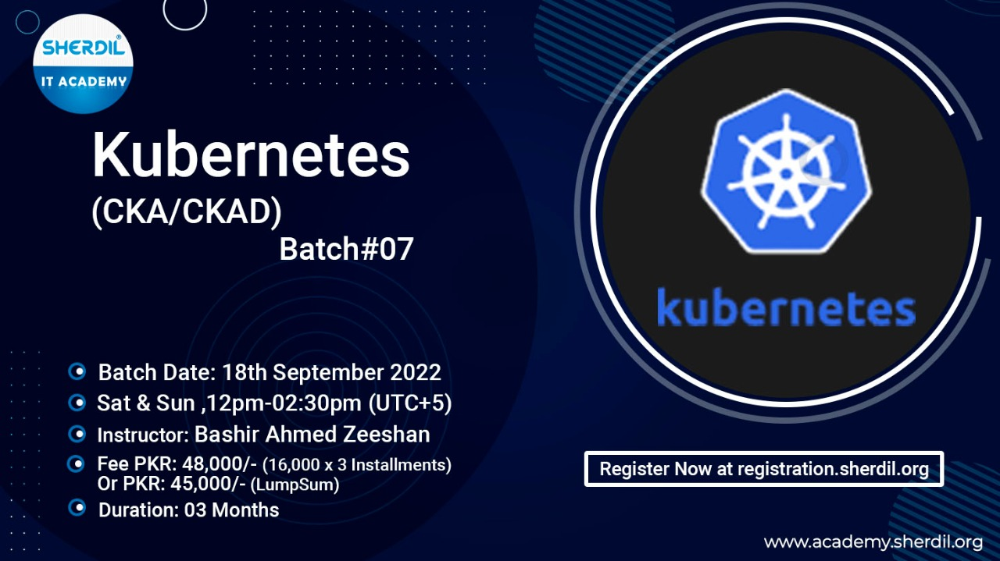 SHERDIL®
IT ACADEMY
Kubernetes
(CKA/CKAD)
Batch#07
kubernetes
Batch Date: 18th September 2022
Sat & Sun ,12pm-02:30pm (UTC+5)
Instructor: Bashir Ahmed Zeeshan
Fee PKR: 48,000/- (16,000 x 3 Installments)
Or PKR: 45,000/- (LumpSum)
Duration: 03 Months
Register Now at registration.sherdil.org
www.academy.sherdil.org